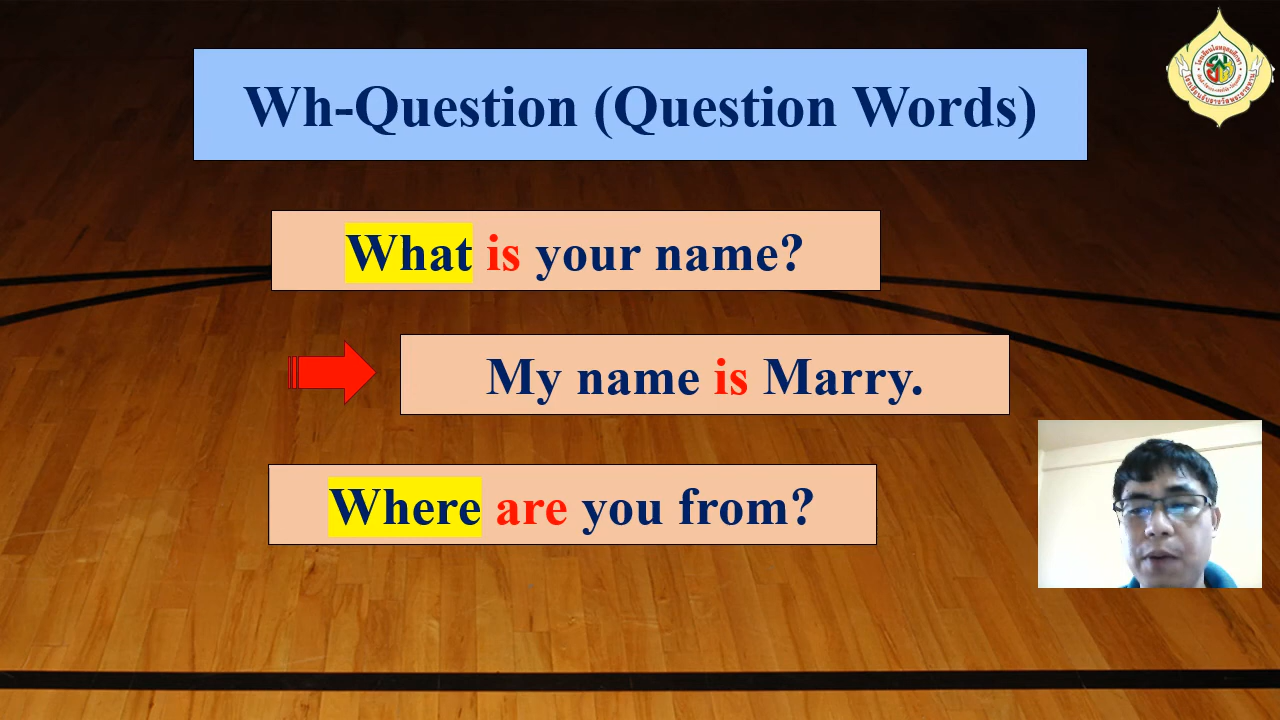 Wh-Question (Question Words)
What is your name?
My name is Marry.
Where are you from?